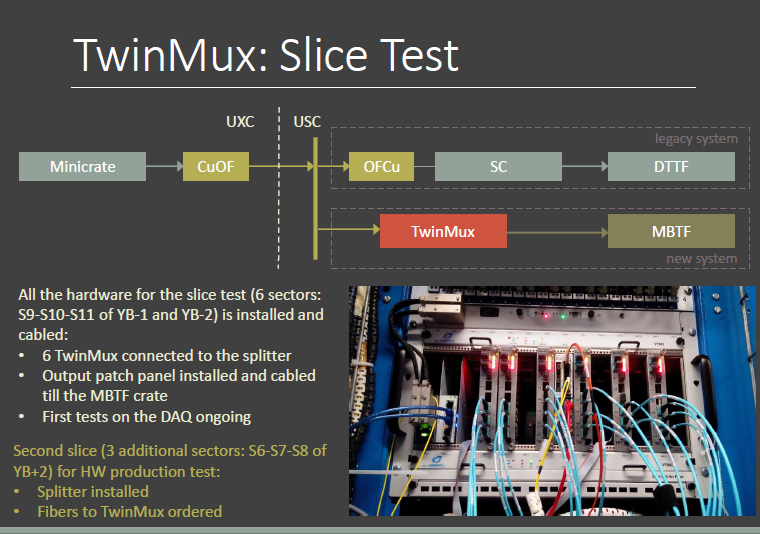 TwinMux: Slice Test
UXC
USC
legacy system
Minicrate
CuOF
OFCu
SC
DTTF
TwinMux
MBTF
new system
All the hardware for the slice test (6 sectors:
S9-S10-S11 of YB-1 and YB-2) is installed and
cabled:
• 6 TwinMux connected to the splitter
• Output patch panel installed and cabled
till the MBTF crate
• First tests on the DAQ ongoing
Second slice (3 additional sectors: S6-S7-S8 of
YB+2) for HW production test:
• Splitter installed
• Fibers to TwinMux ordered